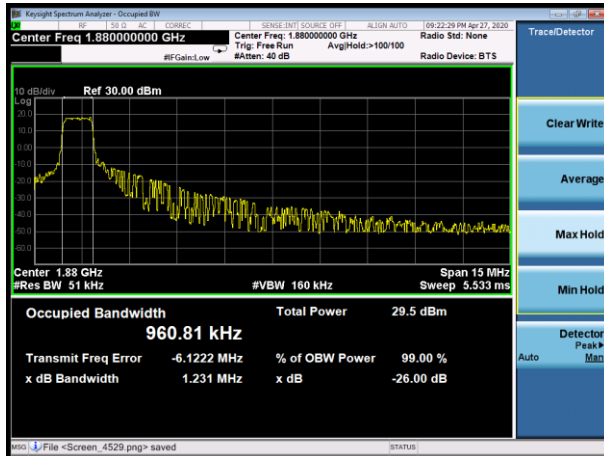 Keysight Spectrum Analyzer - Occupied BW
RF 50 Ω AC CORREC SENSE:INT SOURCE OFF ALIGN AUTO 09:22:29 PM Apr 27, 2020
Center Freq 1.880000000 GHz
Center Freq: 1.880000000 GHz
Radio Std: None
Trig: Free Run Avg|Hold:>100/100
#IFGain:Low #Atten: 40 dB Radio Device: BTS
Trace/Detector
10 dB/div Ref 30.00 dBm
Log
20.0
10.0
0.00
-10.0
-20.0
-30.0
-40.0
-50.0
-60.0
Center 1.88 GHz Span 15 MHz
#Res BW 51 kHz #VBW 160 kHz Sweep 5.533 ms
Occupied Bandwidth Total Power 29.5 dBm
960.81 kHz
Transmit Freq Error -6.1222 MHz % of OBW Power 99.00 %
x dB Bandwidth 1.231 MHz x dB -26.00 dB
Clear Write
Average
Max Hold
Min Hold
Detector
Peak▶
Auto Man
MSG File <Screen_4529.png> saved STATUS